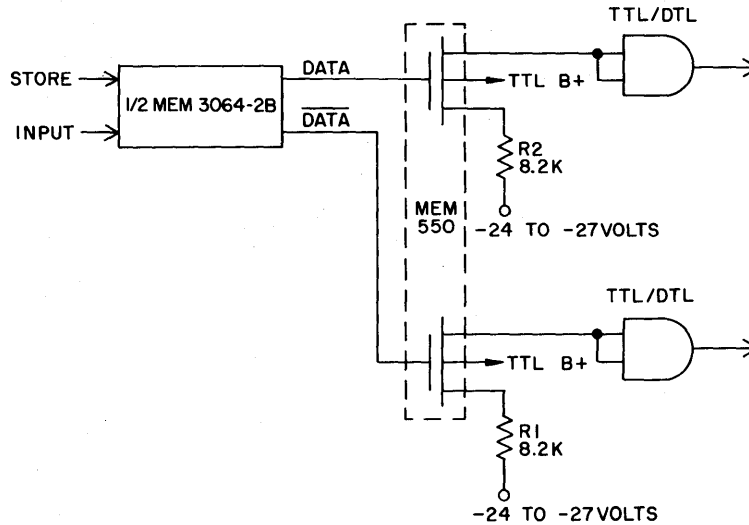 TTL/DTL
DATA
STORE
TTL B+
1/2 MEM 3064-2B
INPUT
DATA
R2
8.2K
MEM
550
-24 TO -27VOLTS
TTL/DTL
TTL B+
R1
8.2K
-24 TO -27VOLTS